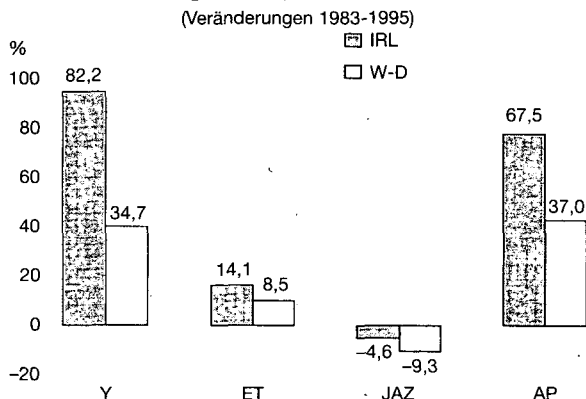 (Veränderungen 1983-1995)
%
IRL
W-D
100
80
60
40
20
0
–20
82,2
34,7
14,1
8,5
–4,6
–9,3
67,5
37,0
Y
ET
JAZ
AP